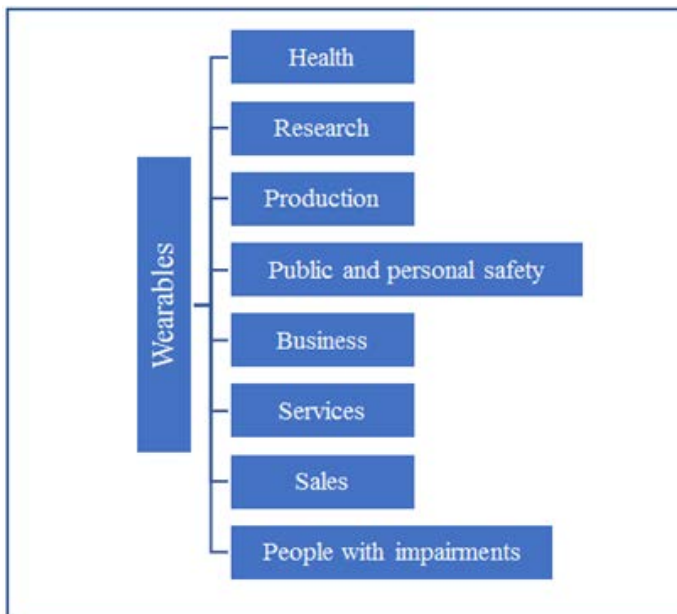 Wearables
Health
Research
Production
Public and personal safety
Business
Services
Sales
People with impairments